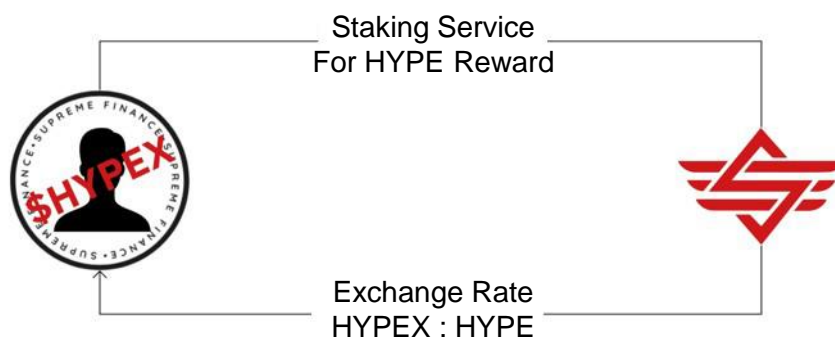 Staking Service
For HYPE Reward
SUPREME FINANCE•SUPREME FINANCE•SUPREME FINANCE•
$HYPEX
Exchange Rate
HYPEX : HYPE